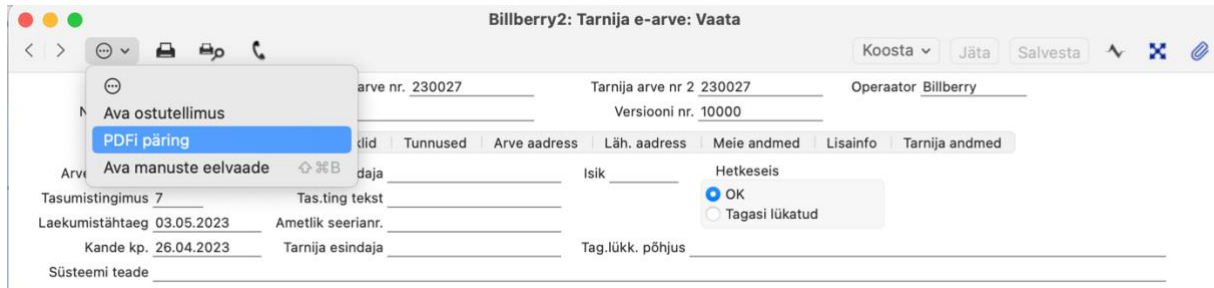 Billberry2: Tarnija e-arve: Vaata
Koosta Jäta Salvesta
arve nr. 230027 Tarnija arve nr 2 230027 Operaator Billberry
Ava ostutellimus
N Versiooni nr. 10000
PDFi päring
Tunnused Arve aadress Läh. aadress Meie andmed Lisainfo Tarnija andmed
Ava manuste eelvaade ⇧⌘B
Arve daja Isik Hetkeseis
OK
Tasumistingimus 7 Tas.ting tekst
Tagasi lükatud
Laekumistähtaeg 03.05.2023 Ametlik seerianr.
Kande kp. 26.04.2023 Tarnija esindaja Tag.lükk. põhjus
Süsteemi teade